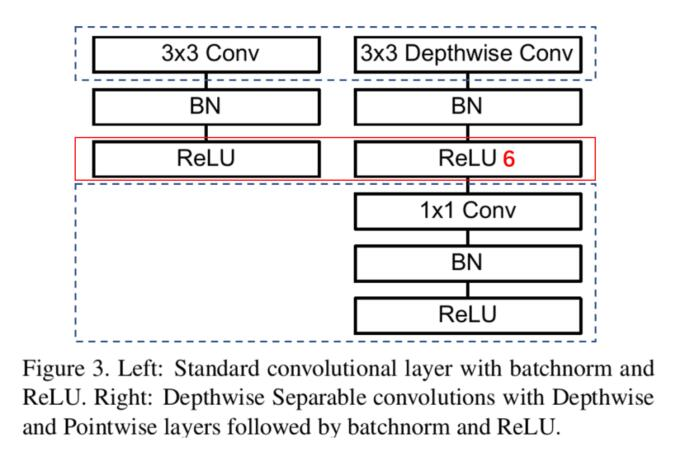 3x3 Conv
3x3 Depthwise Conv
BN
BN
ReLU
ReLU 6
1x1 Conv
BN
ReLU
Figure 3. Left: Standard convolutional layer with batchnorm and
ReLU. Right: Depthwise Separable convolutions with Depthwise
and Pointwise layers followed by batchnorm and ReLU.